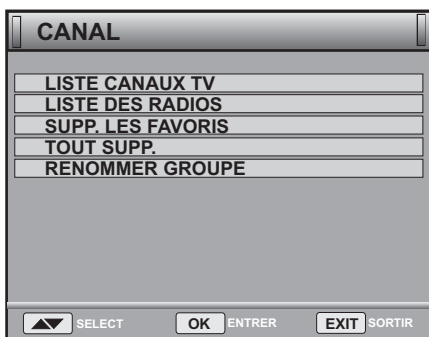 CANAL
LISTE CANAUX TV
LISTE DES RADIOS
SUPP. LES FAVORIS
TOUT SUPP.
RENOMMER GROUPE
SELECT OK ENTRER EXIT SORTIR